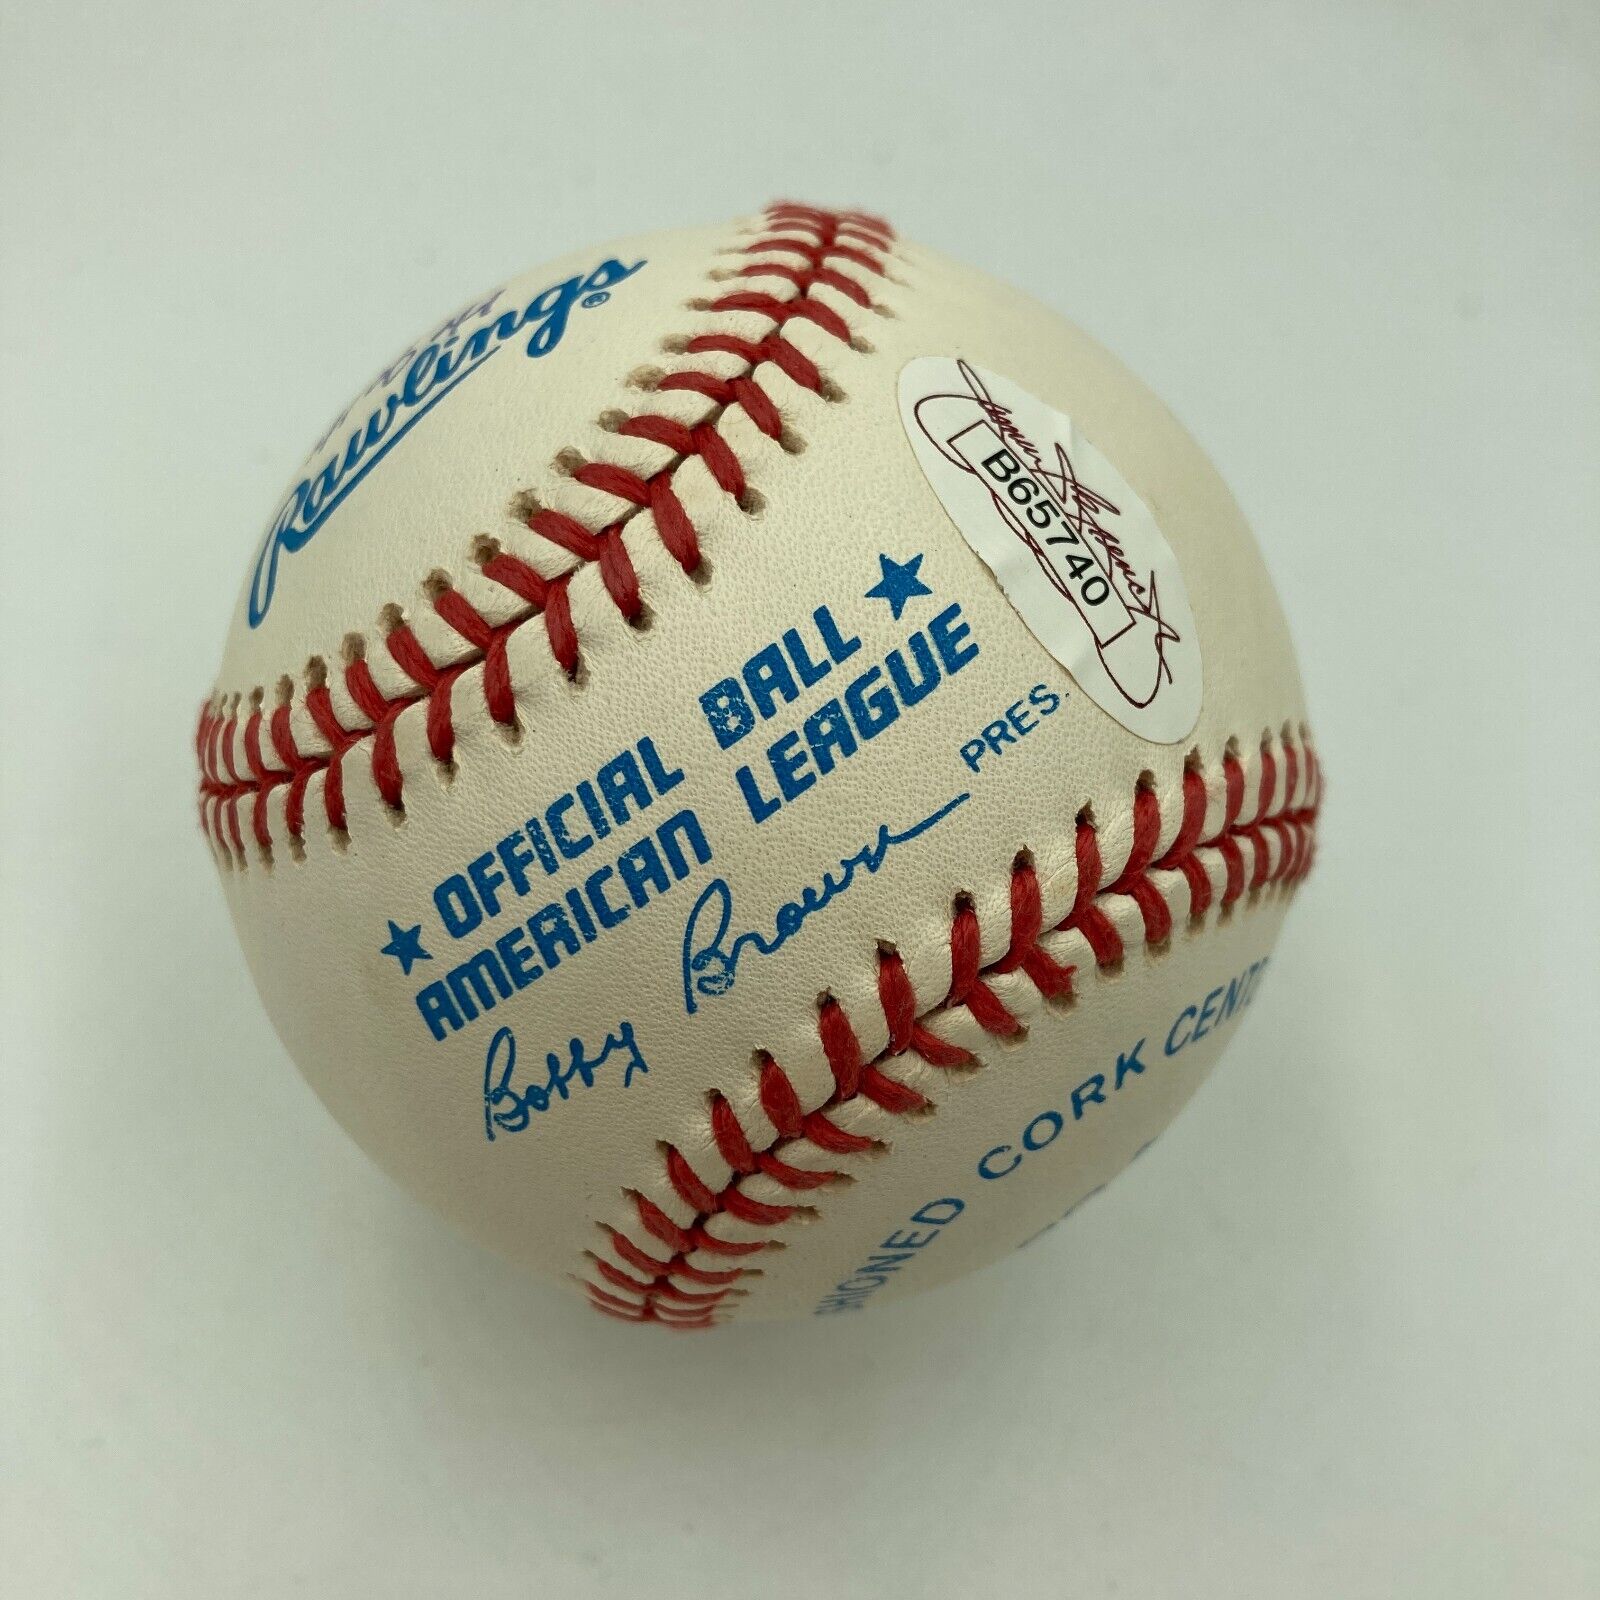 Rawlings®
★ OFFICIAL BALL ★
AMERICAN LEAGUE
Bobby Brown PRES.
B65740
CORK CENT